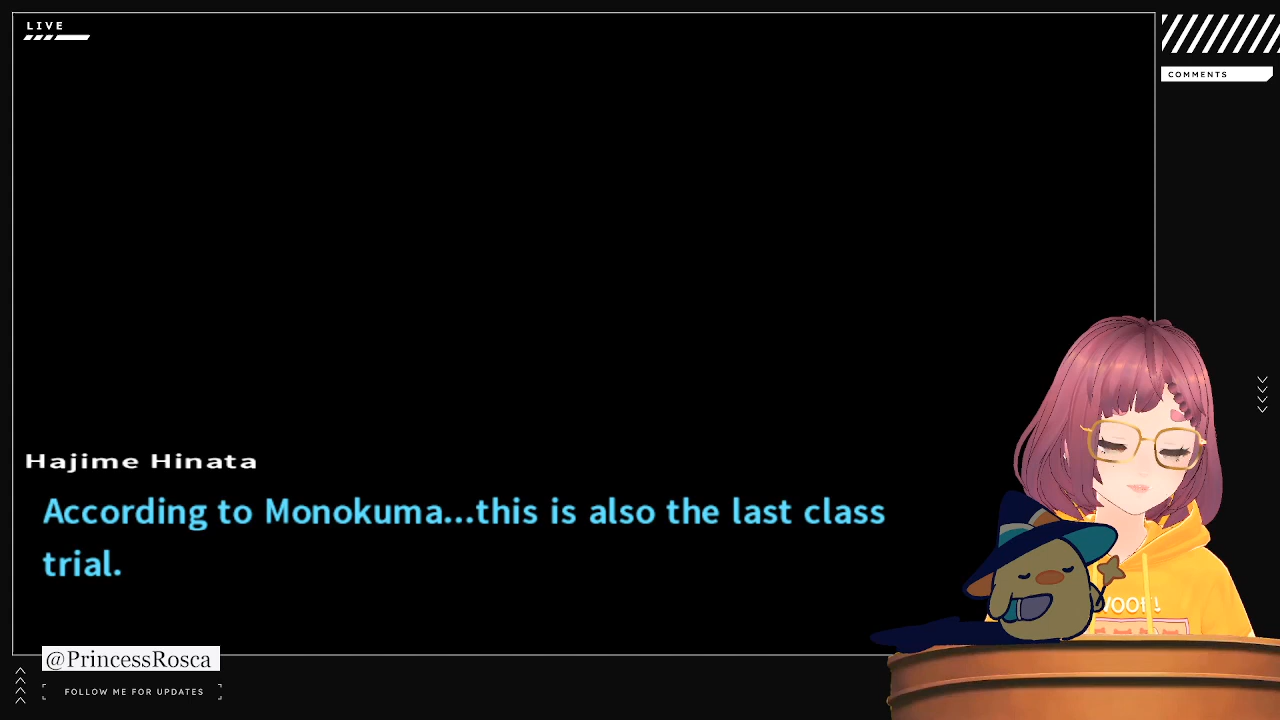 LIVE
COMMENTS
Hajime Hinata
According to Monokuma...this is also the last class
trial.
WOOF!
@PrincessRosca
FOLLOW ME FOR UPDATES